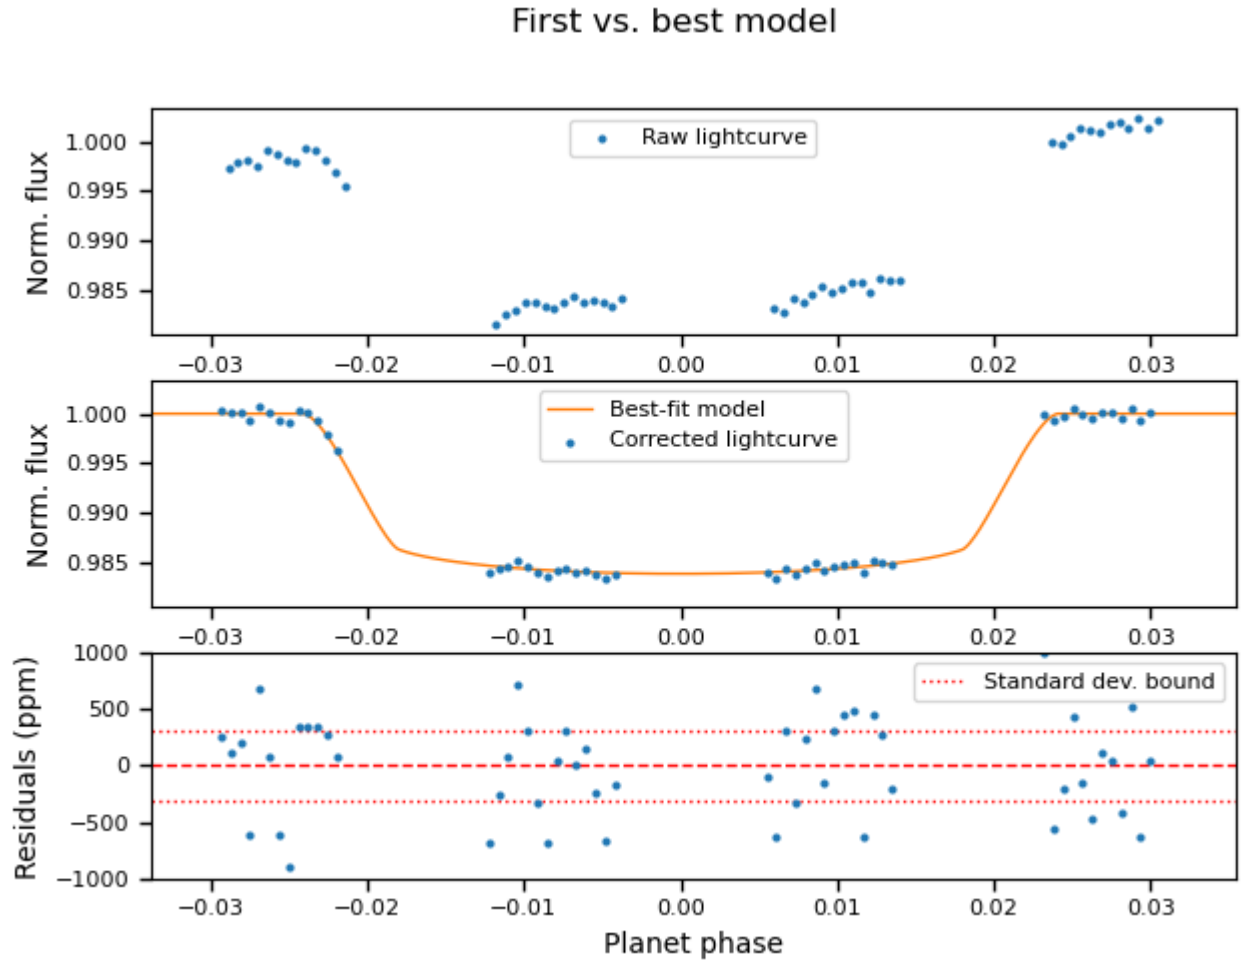 First vs. best model
Norm. flux
1.000
0.995
0.990
0.985
Raw lightcurve
−0.03 −0.02 −0.01 0.00 0.01 0.02 0.03
Norm. flux
1.000
0.995
0.990
0.985
Best-fit model
Corrected lightcurve
−0.03 −0.02 −0.01 0.00 0.01 0.02 0.03
Residuals (ppm)
1000
500
0
−500
−1000
Standard dev. bound
−0.03 −0.02 −0.01 0.00 0.01 0.02 0.03
Planet phase